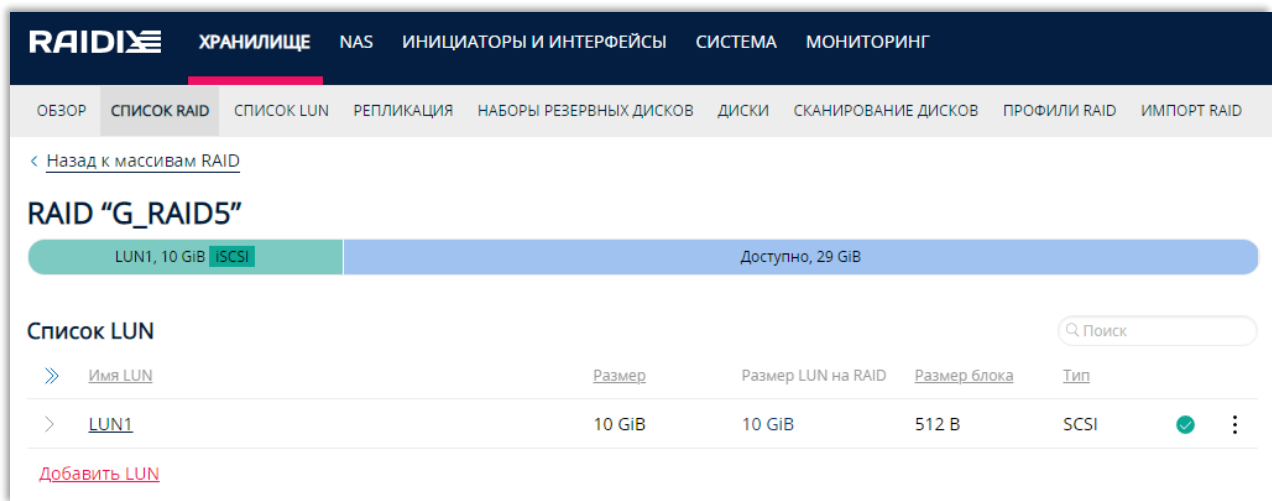 RAIDIX ХРАНИЛИЩЕ NAS ИНИЦИАТОРЫ И ИНТЕРФЕЙСЫ СИСТЕМА МОНИТОРИНГ
ОБЗОР СПИСОК RAID СПИСОК LUN РЕПЛИКАЦИЯ НАБОРЫ РЕЗЕРВНЫХ ДИСКОВ ДИСКИ СКАНИРОВАНИЕ ДИСКОВ ПРОФИЛИ RAID ИМПОРТ RAID
Назад к массивам RAID
RAID “G_RAID5”
LUN1, 10 GiB iSCSI Доступно, 29 GiB
Список LUN Поиск
Имя LUN Размер Размер LUN на RAID Размер блока Тип
LUN1 10 GiB 10 GiB 512 B SCSI
Добавить LUN